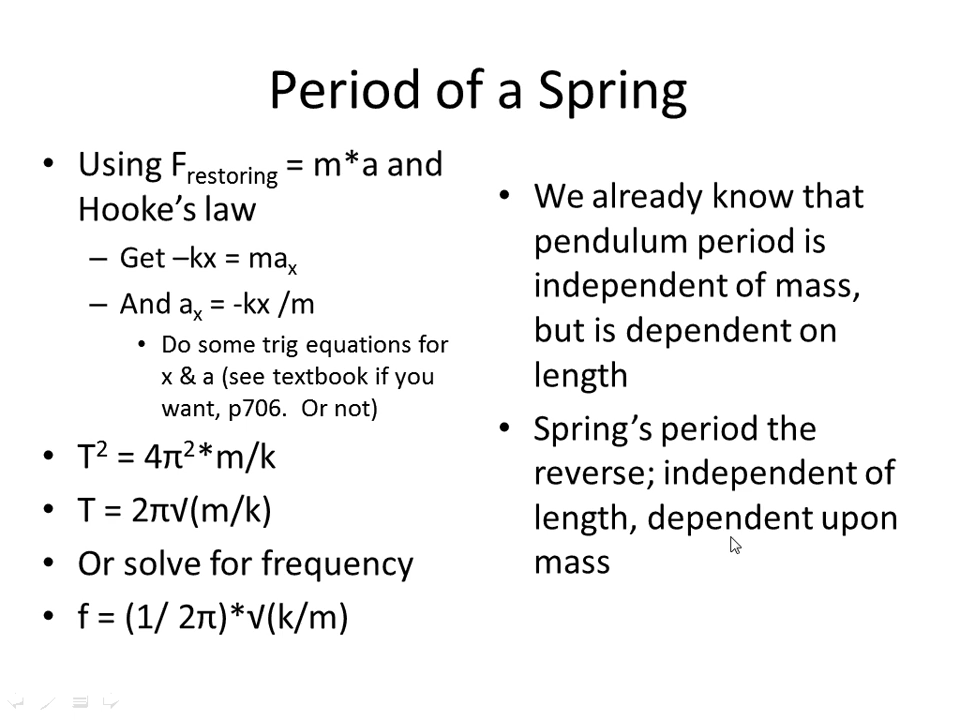 Period of a Spring
• Using Frestoring = m*a and
Hooke’s law
– Get –kx = max
– And ax = -kx /m
• Do some trig equations for
x & a (see textbook if you
want, p706.  Or not)
• T2 = 4π2*m/k
• T = 2π√(m/k)
• Or solve for frequency
• f = (1/ 2π)*√(k/m)
• We already know that
pendulum period is
independent of mass,
but is dependent on
length
• Spring’s period the
reverse; independent of
length, dependent upon
mass